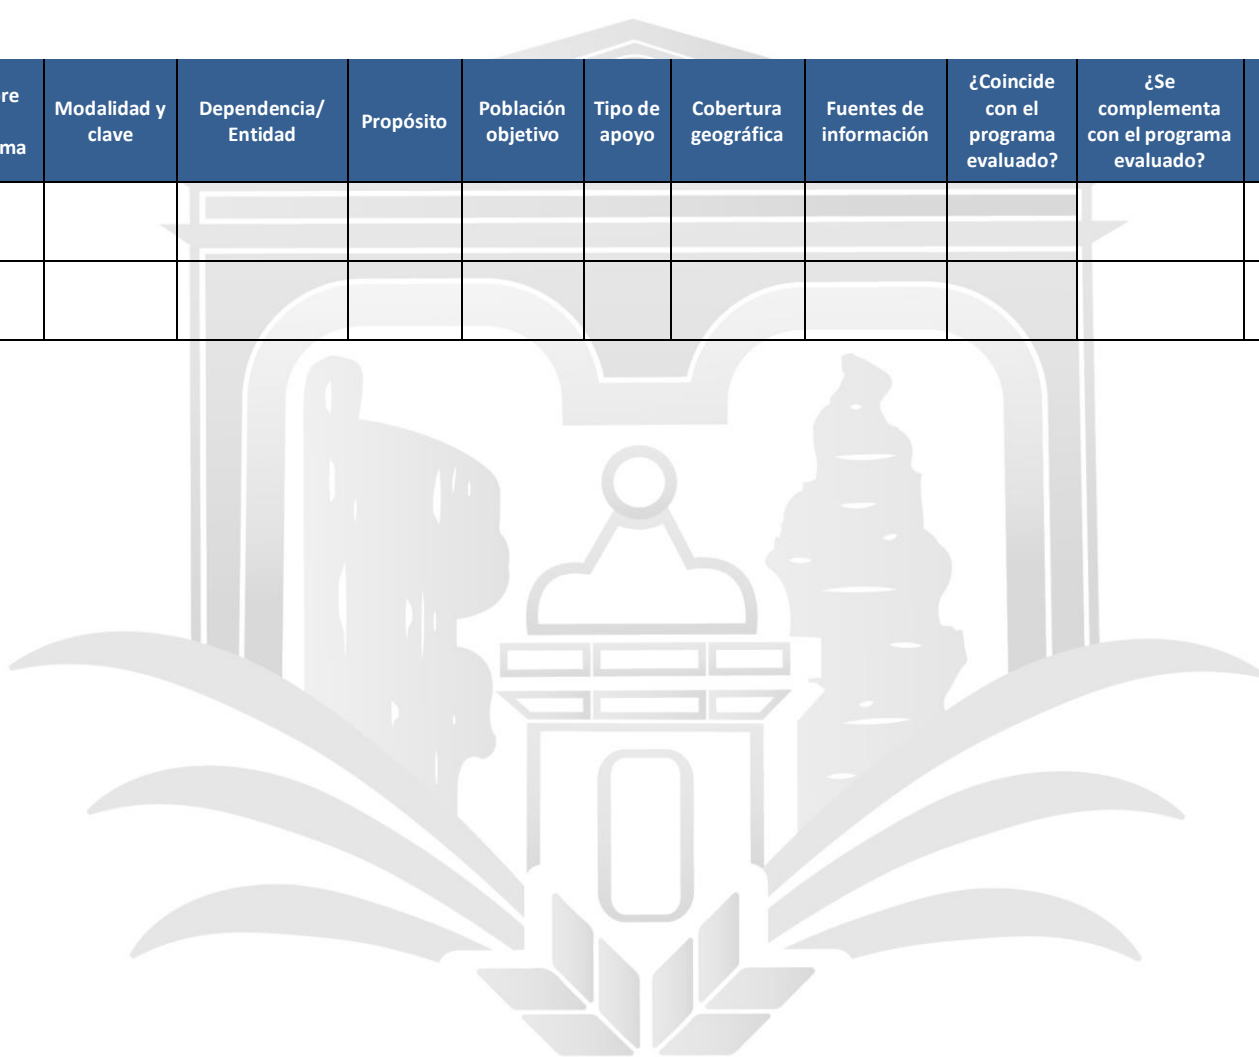 re
ma
Modalidad y
clave
Dependencia/
Entidad
Propósito
Población
objetivo
Tipo de
apoyo
Cobertura
geográfica
Fuentes de
información
¿Coincide
con el
programa
evaluado?
¿Se
complementa
con el programa
evaluado?